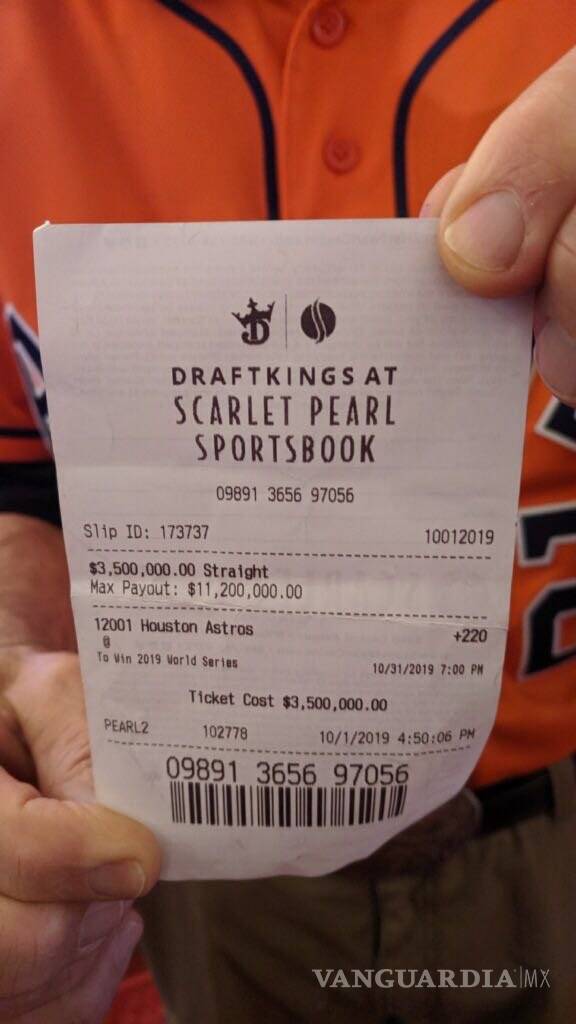 DRAFTKINGS AT
SCARLET PEARL
SPORTSBOOK
09891 3656 97056
Slip ID: 173737 10012019
$3,500,000.00 Straight
Max Payout: $11,200,000.00
12001 Houston Astros +220
@
To Win 2019 World Series 10/31/2019 7:00 PM
Ticket Cost $3,500,000.00
PEARL2 102778 10/1/2019 4:50:06 PM
09891 3656 97056
VANGUARDIA|MX